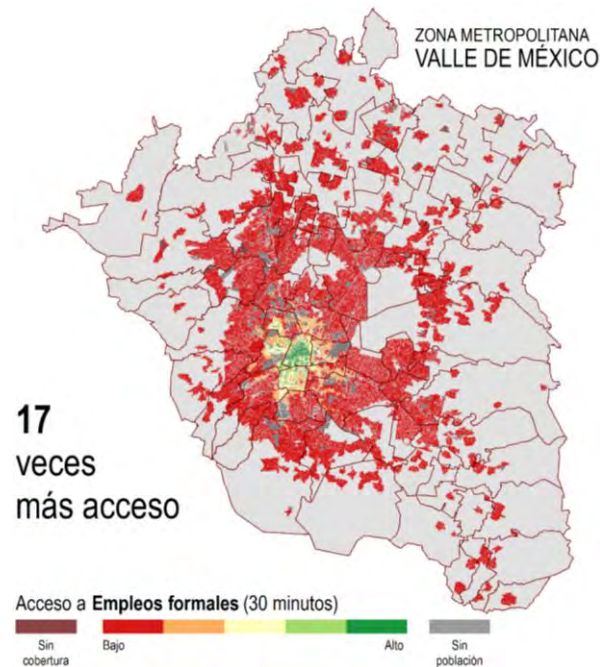 ZONA METROPOLITANA
VALLE DE MÉXICO
17
veces
más acceso
Acceso a Empleos formales (30 minutos)
Sin
cobertura
Bajo
Alto
Sin
población